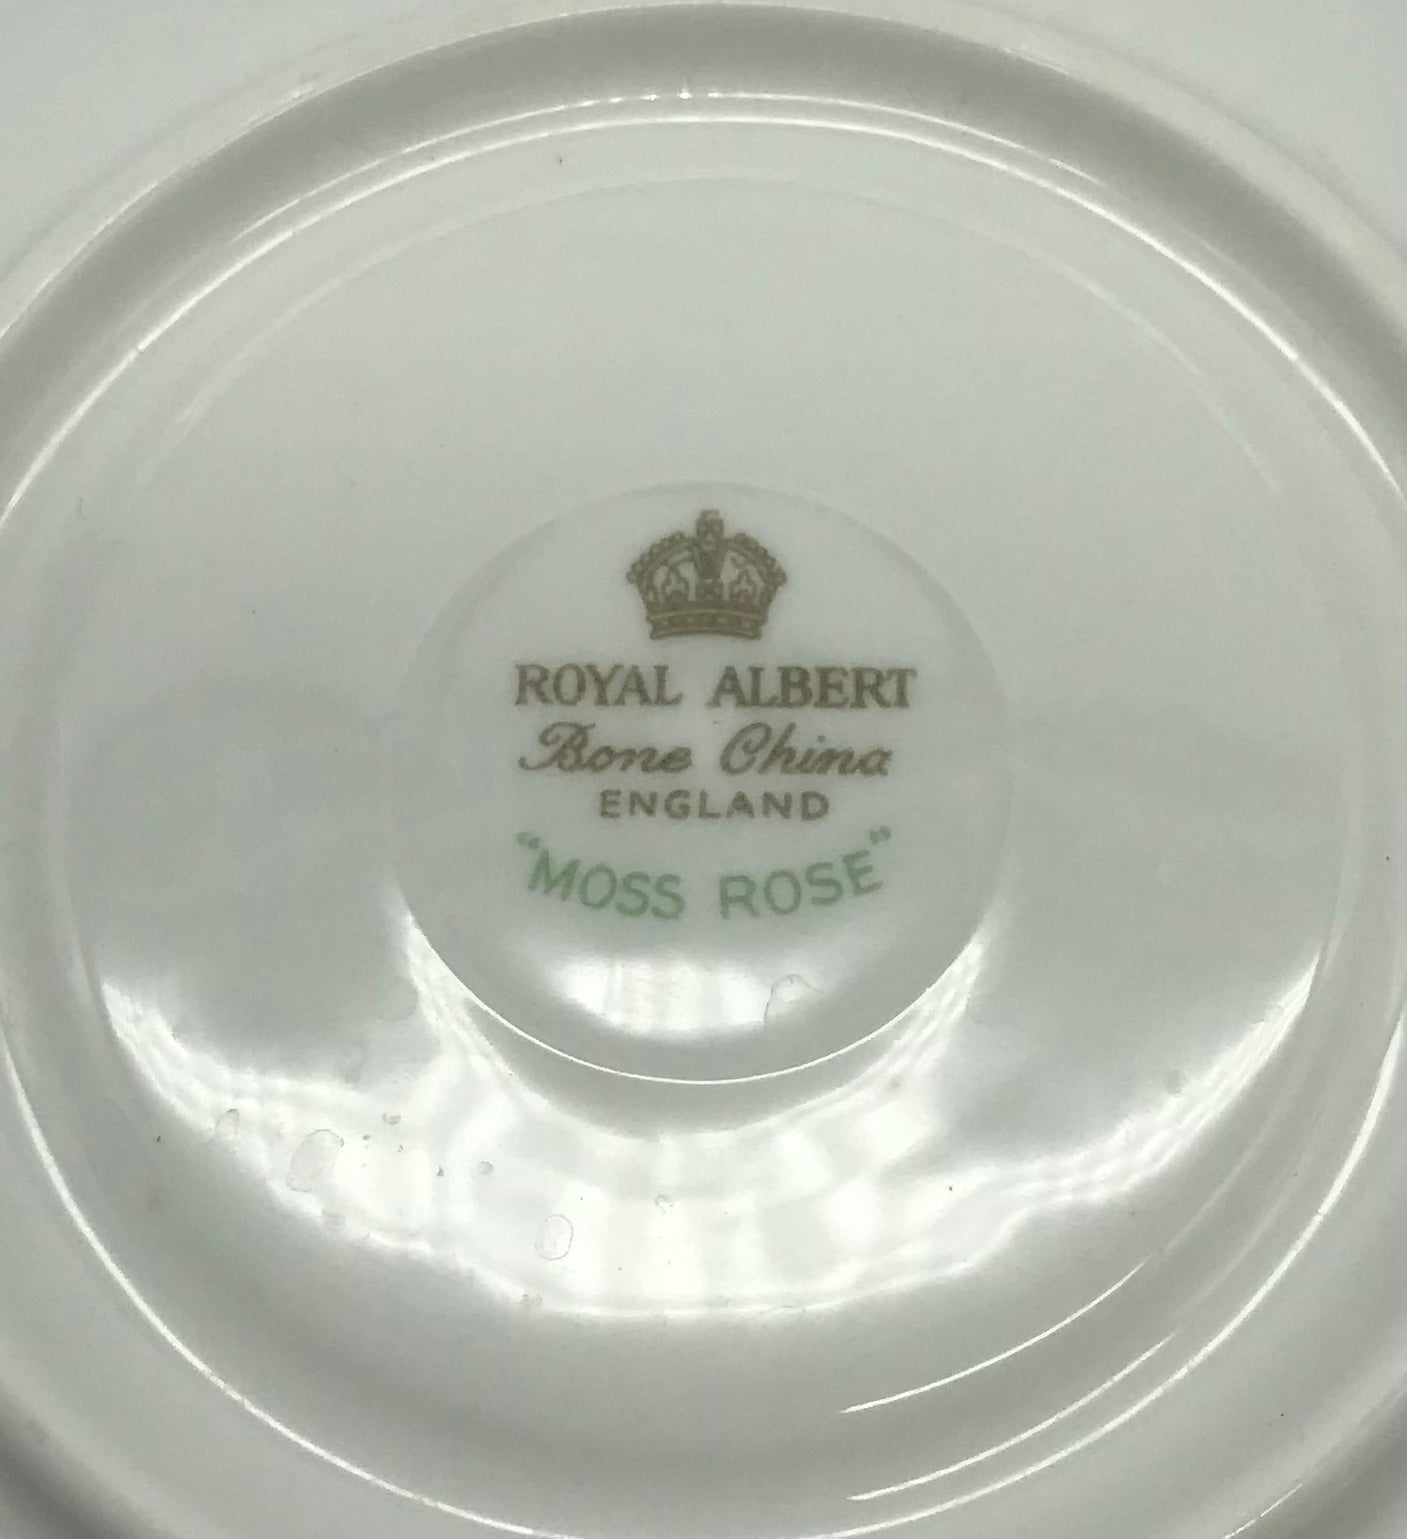 ROYAL ALBERT
Bone China
ENGLAND
"MOSS ROSE"